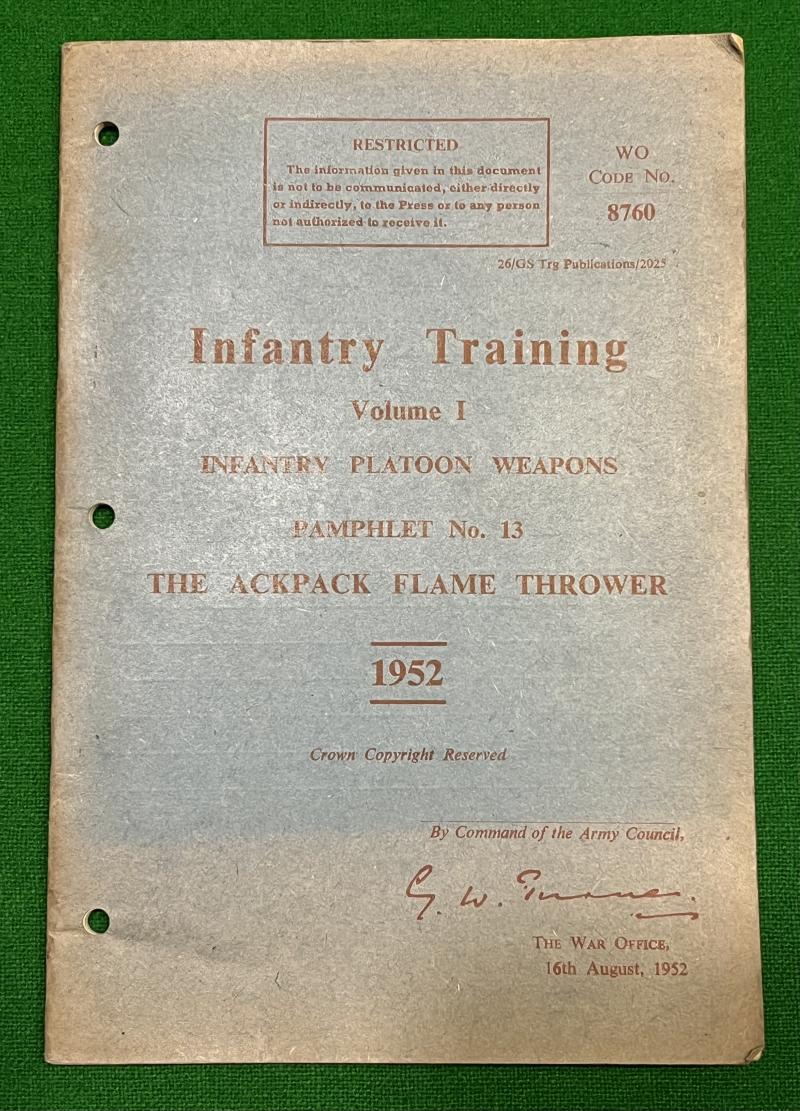 RESTRICTED
The information given in this document
is not to be communicated, either directly
or indirectly, to the Press or to any person
not authorized to receive it.
WO
CODE NO.
8760
26/GS Trg Publications/2025
Infantry Training
Volume I
INFANTRY PLATOON WEAPONS
PAMPHLET No. 13
THE ACKPACK FLAME THROWER
1952
Crown Copyright Reserved
By Command of the Army Council,
G. W. Turner.
THE WAR OFFICE,
16th August, 1952